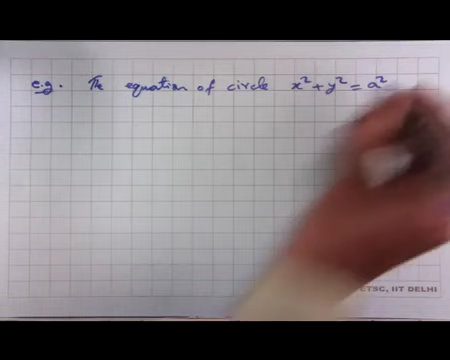 e.g. The equation of circle x² + y² = a²
ETSC, IIT DELHI